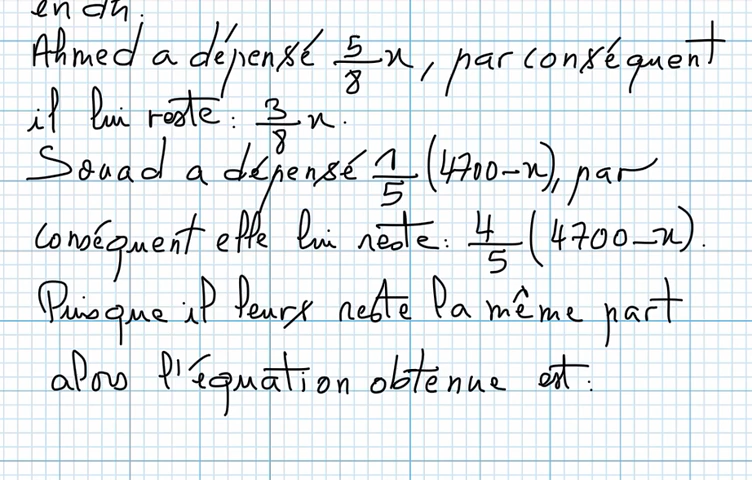 en dh.
Ahmed a dépensé 5/8 x, par conséquent
il lui reste: 3/8 x.
Souad a dépensé 1/5 (4700-x), par
conséquent elle lui reste: 4/5 (4700-x).
Puisque il leurs reste la même part
alors l'équation obtenue est: